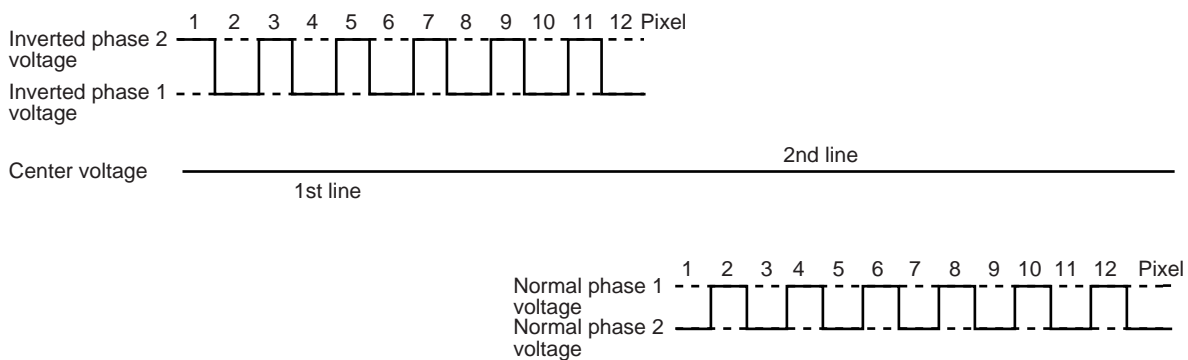 1 2 3 4 5 6 7 8 9 10 11 12 Pixel
Inverted phase 2
voltage
Inverted phase 1
voltage
2nd line
Center voltage
1st line
1 2 3 4 5 6 7 8 9 10 11 12 Pixel
Normal phase 1
voltage
Normal phase 2
voltage